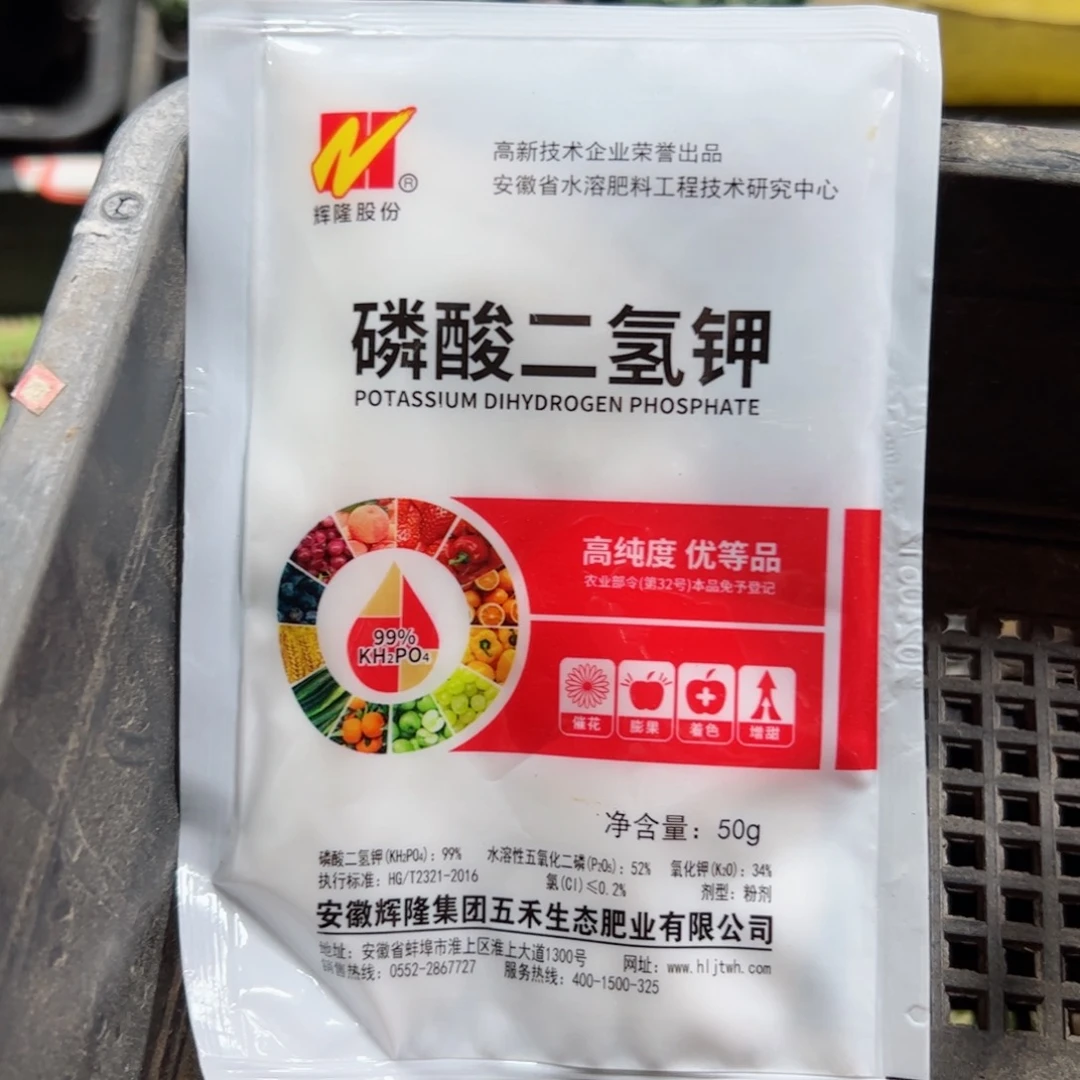 高新技术企业荣誉出品
安徽省水溶肥料工程技术研究中心
®
辉隆股份
磷酸二氢钾
POTASSIUM DIHYDROGEN PHOSPHATE
高纯度 优等品
农业部令(第32号)本品免予登记
99%
KH₂PO₄
催花 膨果 着色 增甜
净含量：50g
磷酸二氢钾(KH₂PO₄)：99% 水溶性五氧化二磷(P₂O₅)：52% 氧化钾(K₂O)：34%
执行标准：HG/T2321-2016 氯(Cl)≤0.2% 剂型：粉剂
安徽辉隆集团五禾生态肥业有限公司
地址：安徽省蚌埠市淮上区淮上大道1300号 网址：www.hljtwh.com
销售热线：0552-2867727 服务热线：400-1500-325